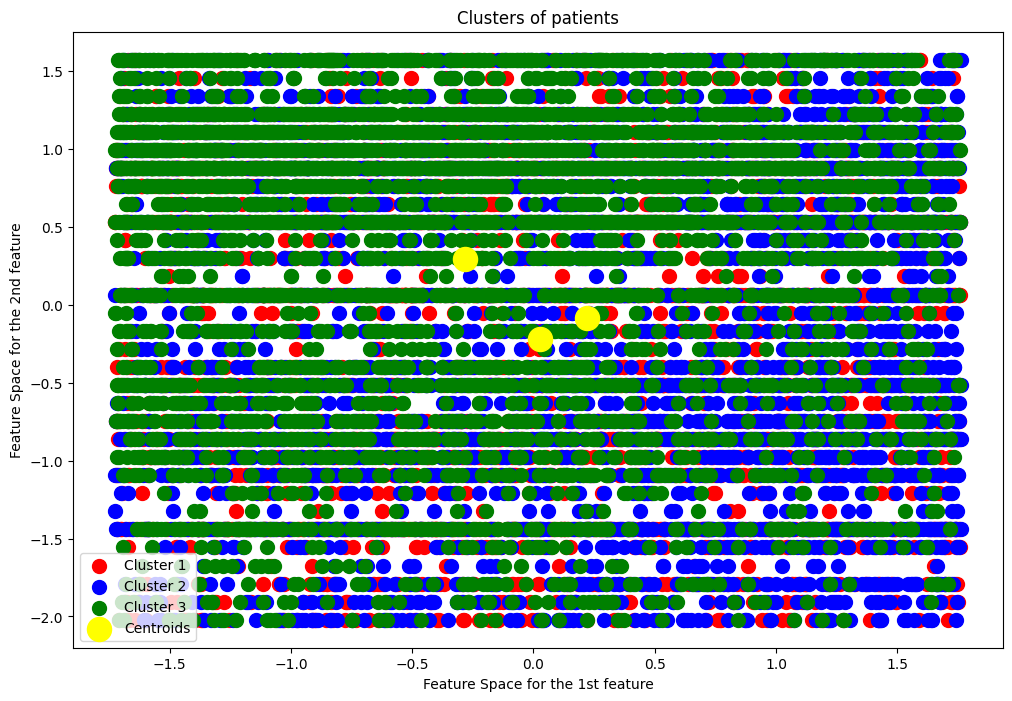 Clusters of patients
Feature Space for the 2nd feature
1.5
1.0
0.5
0.0
−0.5
−1.0
−1.5
−2.0
Cluster 1
Cluster 2
Cluster 3
Centroids
−1.5 −1.0 −0.5 0.0 0.5 1.0 1.5
Feature Space for the 1st feature